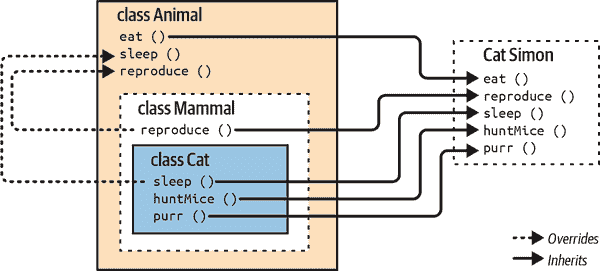 class Animal
eat ()
sleep ()
reproduce ()
class Mammal
reproduce ()
class Cat
sleep ()
huntMice ()
purr ()
Cat Simon
eat ()
reproduce ()
sleep ()
huntMice ()
purr ()
Overrides
Inherits